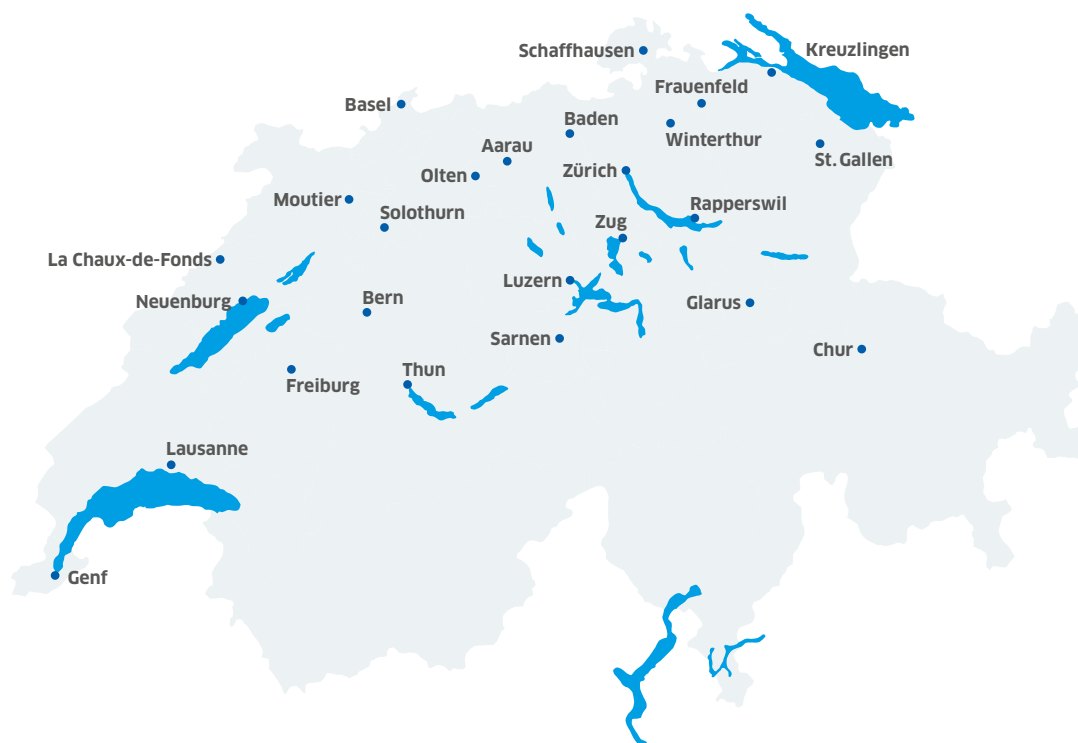 Schaffhausen
Kreuzlingen
Frauenfeld
Basel
Baden
Winterthur
Aarau
St. Gallen
Olten
Zürich
Moutier
Rapperswil
Solothurn
Zug
La Chaux-de-Fonds
Luzern
Neuenburg
Bern
Glarus
Sarnen
Chur
Thun
Freiburg
Lausanne
Genf